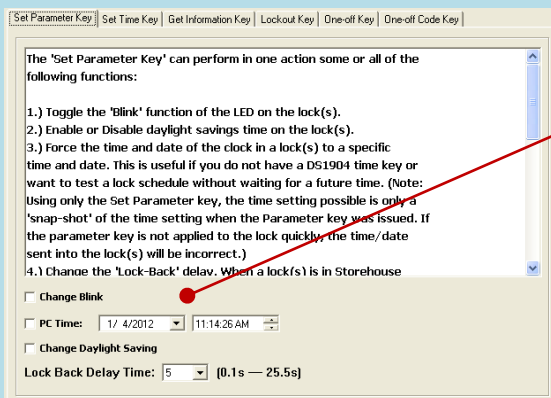 Set Parameter Key Set Time Key Get Information Key Lockout Key One-off Key One-off Code Key
The 'Set Parameter Key' can perform in one action some or all of the
following functions:
1.) Toggle the 'Blink' function of the LED on the lock(s).
2.) Enable or Disable daylight savings time on the lock(s).
3.) Force the time and date of the clock in a lock(s) to a specific
time and date. This is useful if you do not have a DS1904 time key or
want to test a lock schedule without waiting for a future time. (Note:
Using only the Set Parameter key, the time setting possible is only a
'snap-shot' of the time setting when the Parameter key was issued. If
the parameter key is not applied to the lock quickly, the time/date
sent into the lock(s) will be incorrect.)
4.) Change the 'Lock-Back' delay. When a lock(s) is in Storehouse
Change Blink
PC Time: 1/ 4/2012 11:14:26 AM
Change Daylight Saving
Lock Back Delay Time: 5 (0.1s — 25.5s)